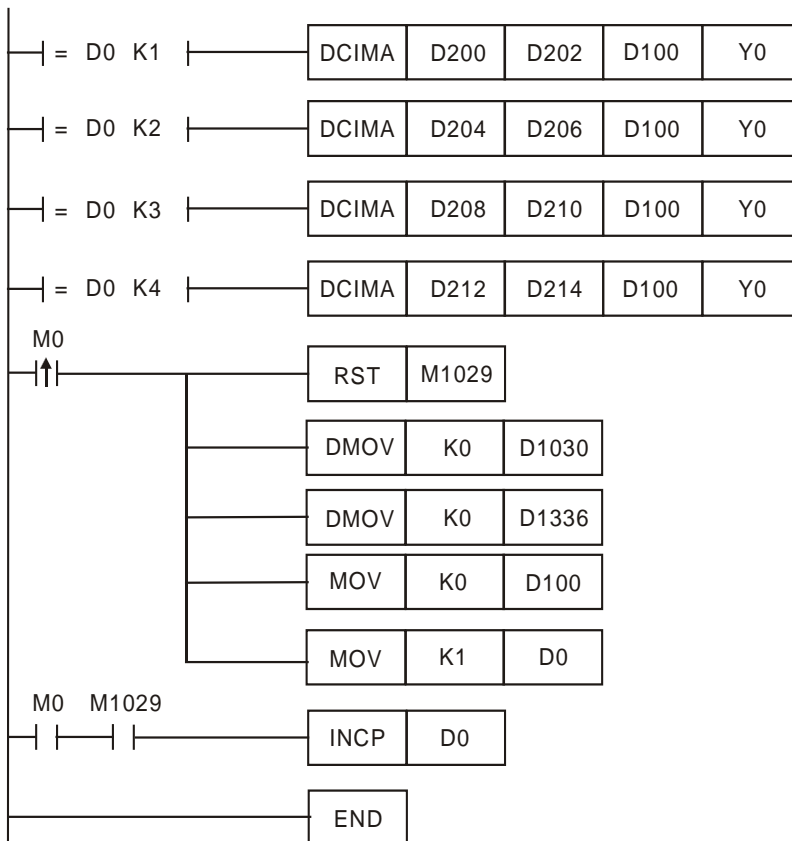 = D0 K1 DCIMA D200 D202 D100 Y0
= D0 K2 DCIMA D204 D206 D100 Y0
= D0 K3 DCIMA D208 D210 D100 Y0
= D0 K4 DCIMA D212 D214 D100 Y0
M0
RST M1029
DMOV K0 D1030
DMOV K0 D1336
MOV K0 D100
MOV K1 D0
M0 M1029
INCP D0
END